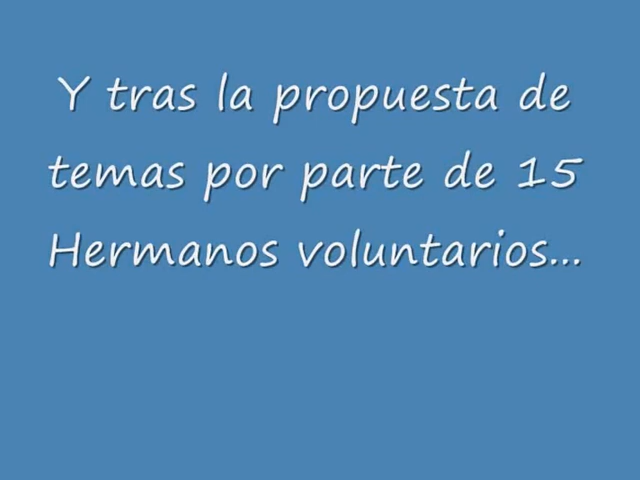 Y tras la propuesta de
temas por parte de 15
Hermanos voluntarios...